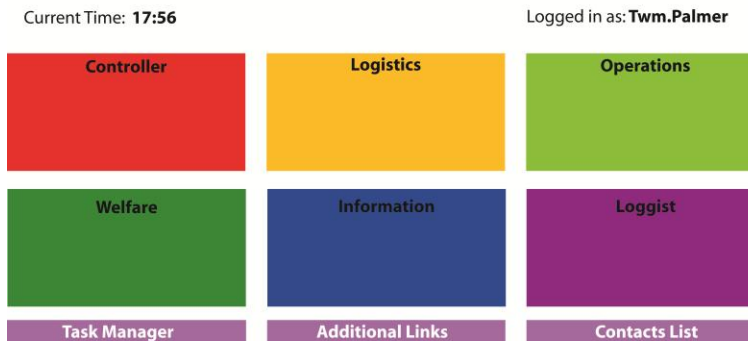 Current Time: 17:56 Logged in as: Twm.Palmer
Controller Logistics Operations
Welfare Information Loggist
Task Manager Additional Links Contacts List